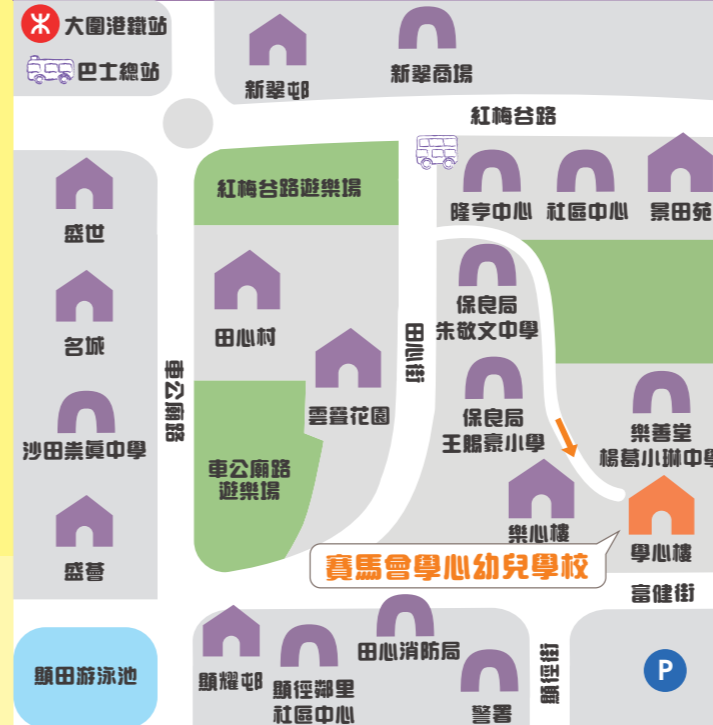 大圍港鐵站
巴士總站
新翠邨
新翠商場
紅梅谷路
紅梅谷路遊樂場
隆亨中心
社區中心
景田苑
盛世
田心村
保良局
朱敬文中學
田心街
名城
車公廟路
雲疊花園
保良局
王賜豪小學
樂善堂
楊葛小琳中學
沙田崇眞中學
車公廟路
遊樂場
樂心樓
學心樓
盛薈
賽馬會學心幼兒學校
富健街
顯田游泳池
顯耀邨
顯徑鄰里
社區中心
田心消防局
警署
顯徑街
P